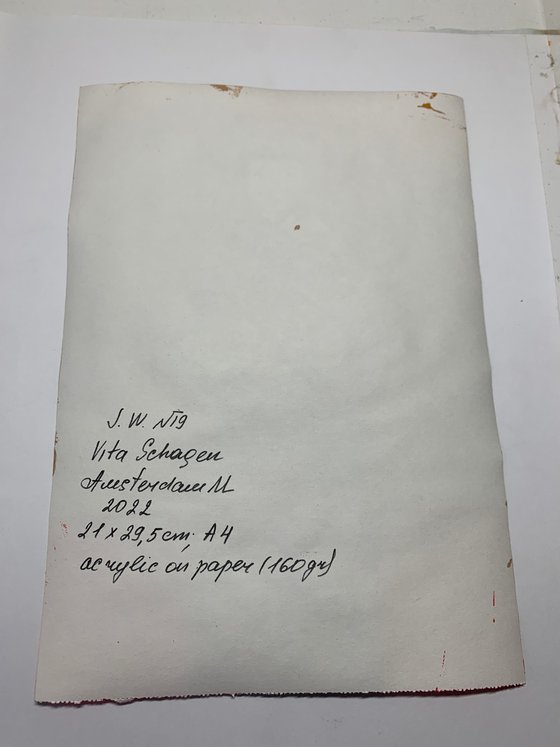 J. W. №19
Vita Schagen
Amsterdam NL
2022
21 x 29,5 cm; A4
acrylic on paper (160gr)